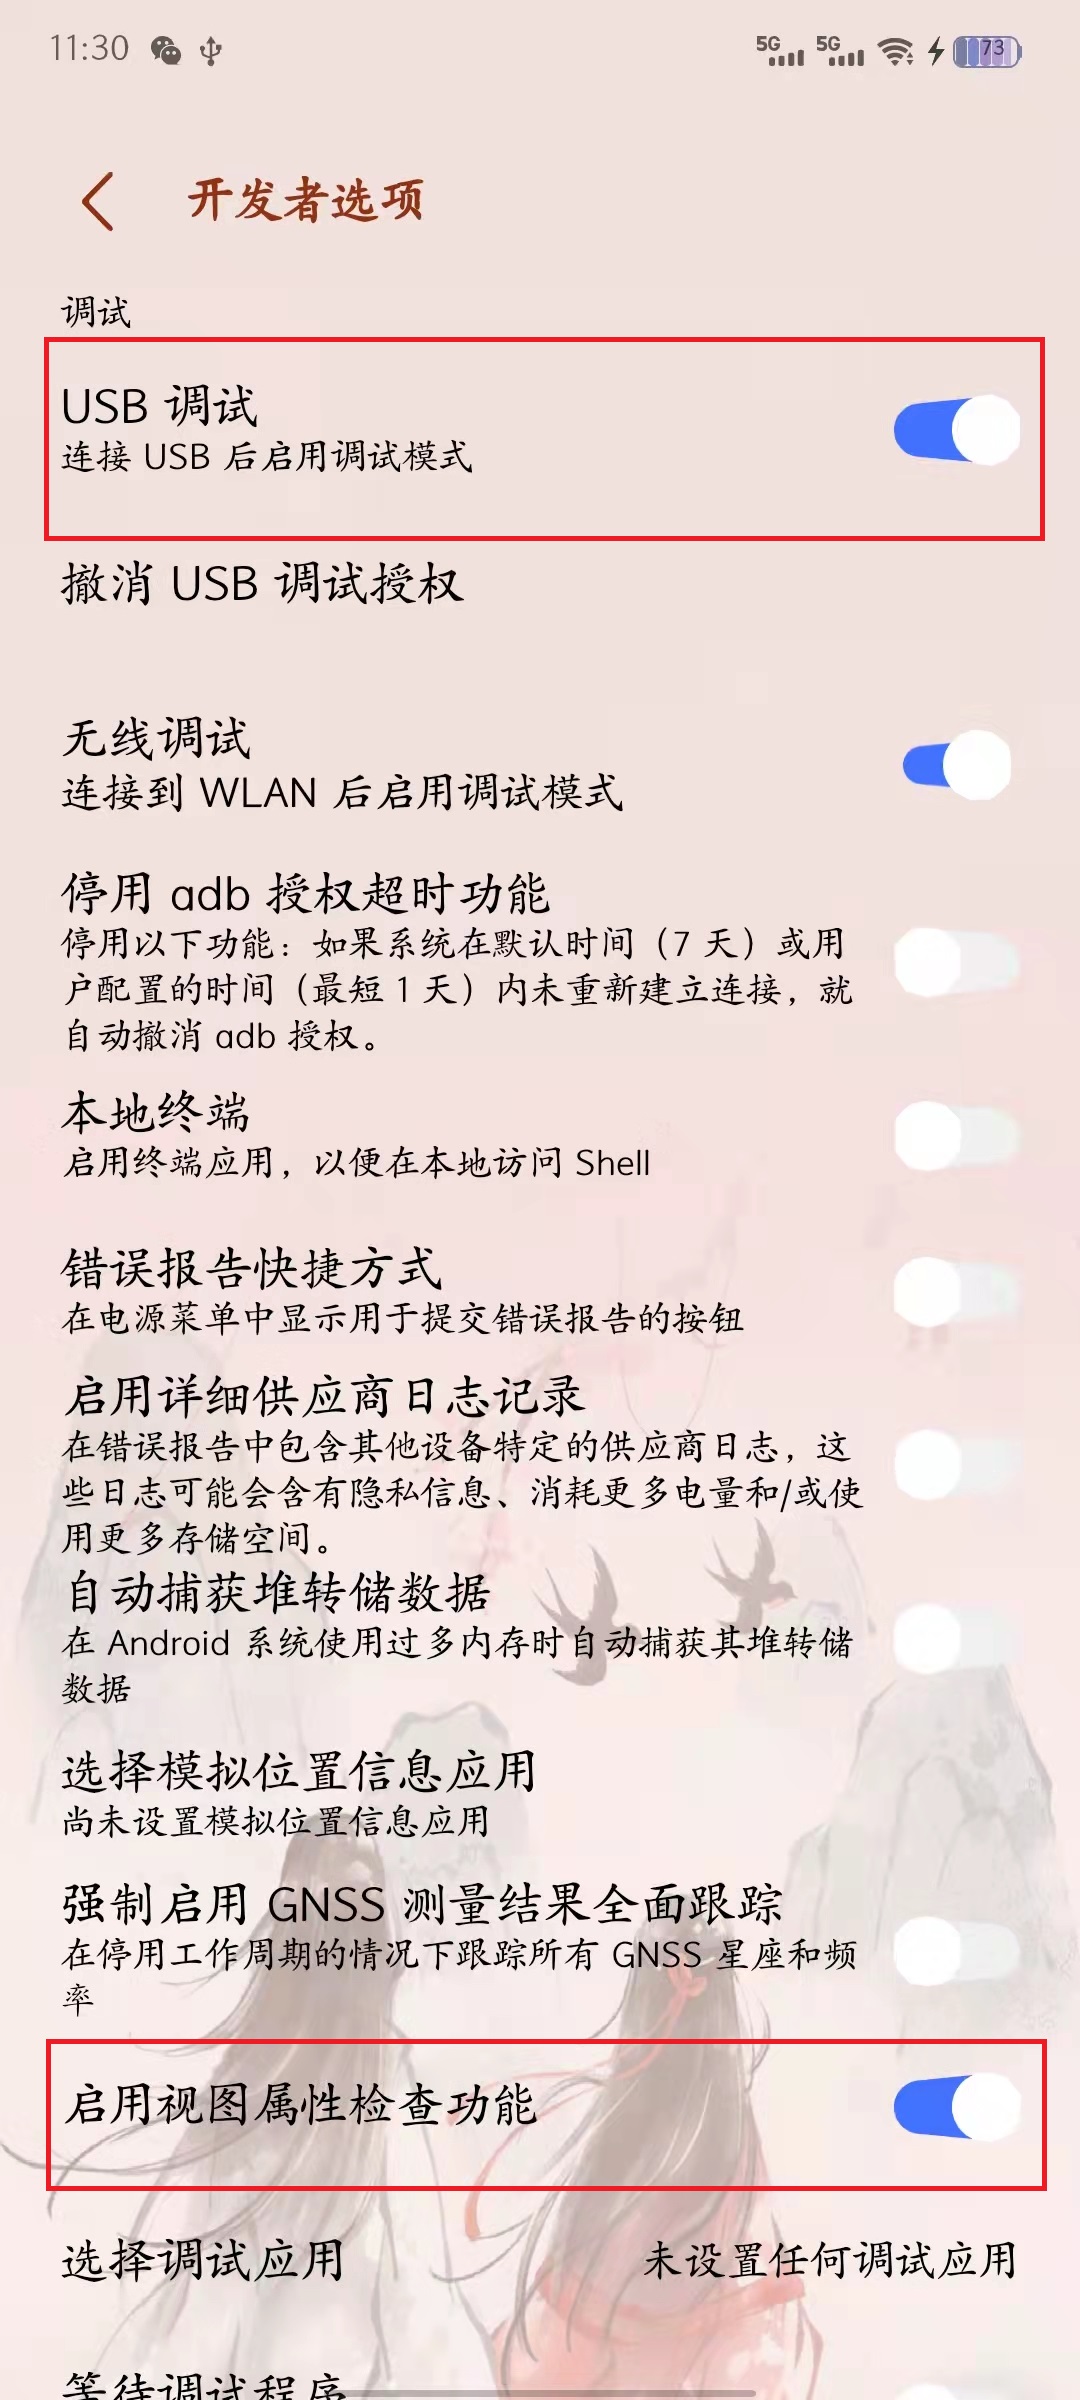 11:30
5G 5G 73
开发者选项
调试
USB 调试
连接 USB 后启用调试模式
撤消 USB 调试授权
无线调试
连接到 WLAN 后启用调试模式
停用 adb 授权超时功能
停用以下功能：如果系统在默认时间（7 天）或用
户配置的时间（最短 1 天）内未重新建立连接，就
自动撤消 adb 授权。
本地终端
启用终端应用，以便在本地访问 Shell
错误报告快捷方式
在电源菜单中显示用于提交错误报告的按钮
启用详细供应商日志记录
在错误报告中包含其他设备特定的供应商日志，这
些日志可能会含有隐私信息、消耗更多电量和/或使
用更多存储空间。
自动捕获堆转储数据
在 Android 系统使用过多内存时自动捕获其堆转储
数据
选择模拟位置信息应用
尚未设置模拟位置信息应用
强制启用 GNSS 测量结果全面跟踪
在停用工作周期的情况下跟踪所有 GNSS 星座和频
率
启用视图属性检查功能
选择调试应用 未设置任何调试应用
等待调试程序